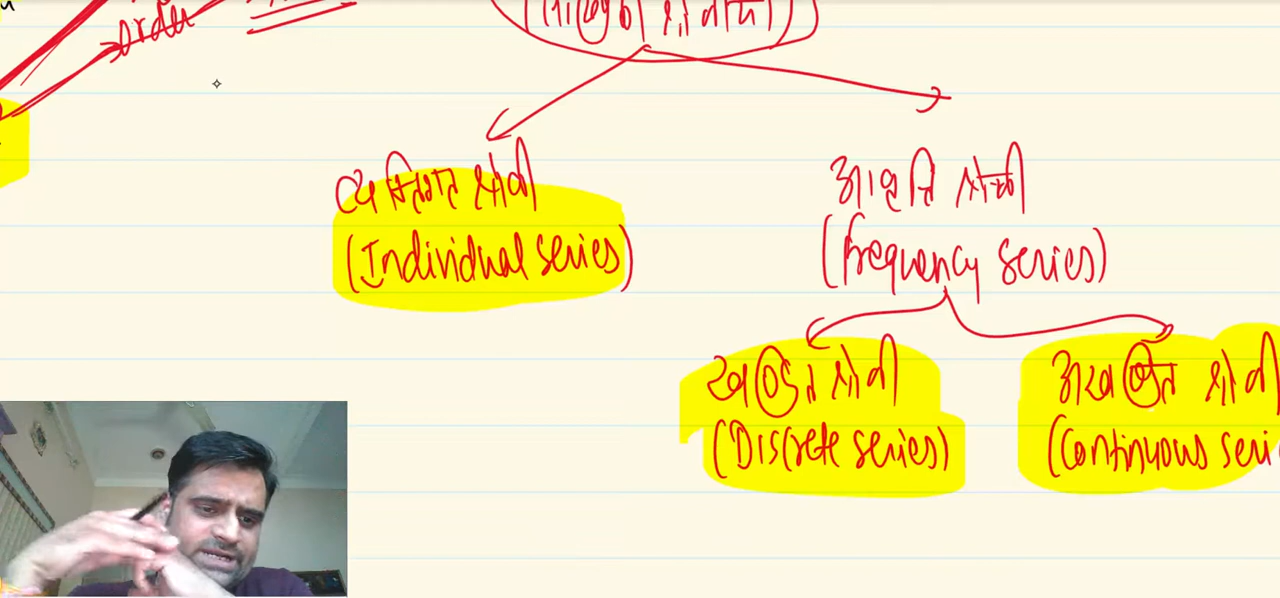 order
व्यक्तिगत श्रेणी
(Individual series)
आवृत्ति श्रेणी
(frequency series)
खण्डित श्रेणी
(Discrete series)
अखण्डित श्रेणी
(Continuous seri